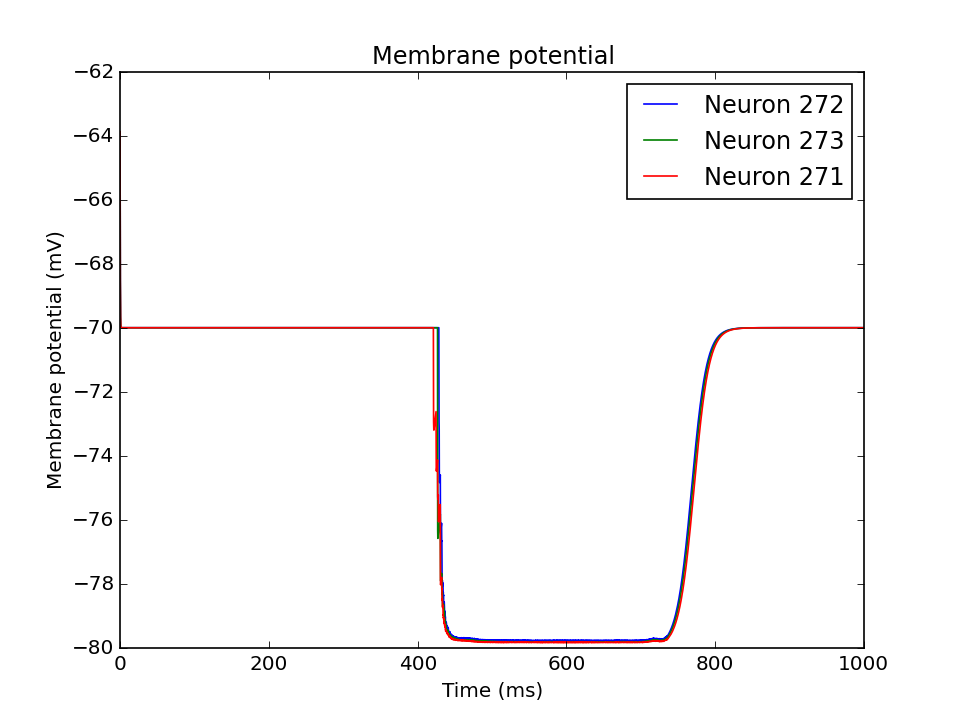 Membrane potential
Neuron 272
Neuron 273
Neuron 271
Membrane potential (mV)
−62
−64
−66
−68
−70
−72
−74
−76
−78
−80
0 200 400 600 800 1000
Time (ms)